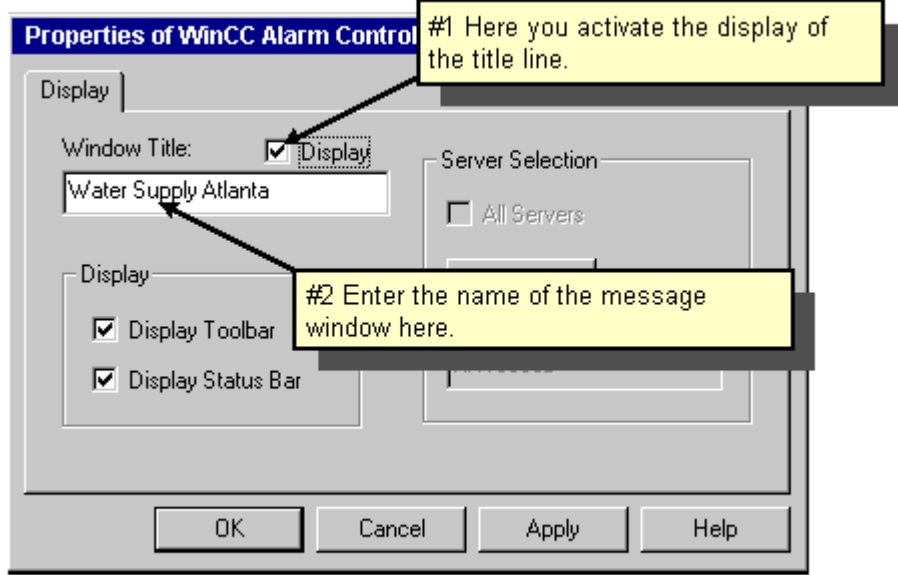 Properties of WinCC Alarm Control
#1 Here you activate the display of
the title line.
Display
Window Title:
Display
Water Supply Atlanta
Server Selection
All Servers
Display
Display Toolbar
Display Status Bar
#2 Enter the name of the message
window here.
OK
Cancel
Apply
Help